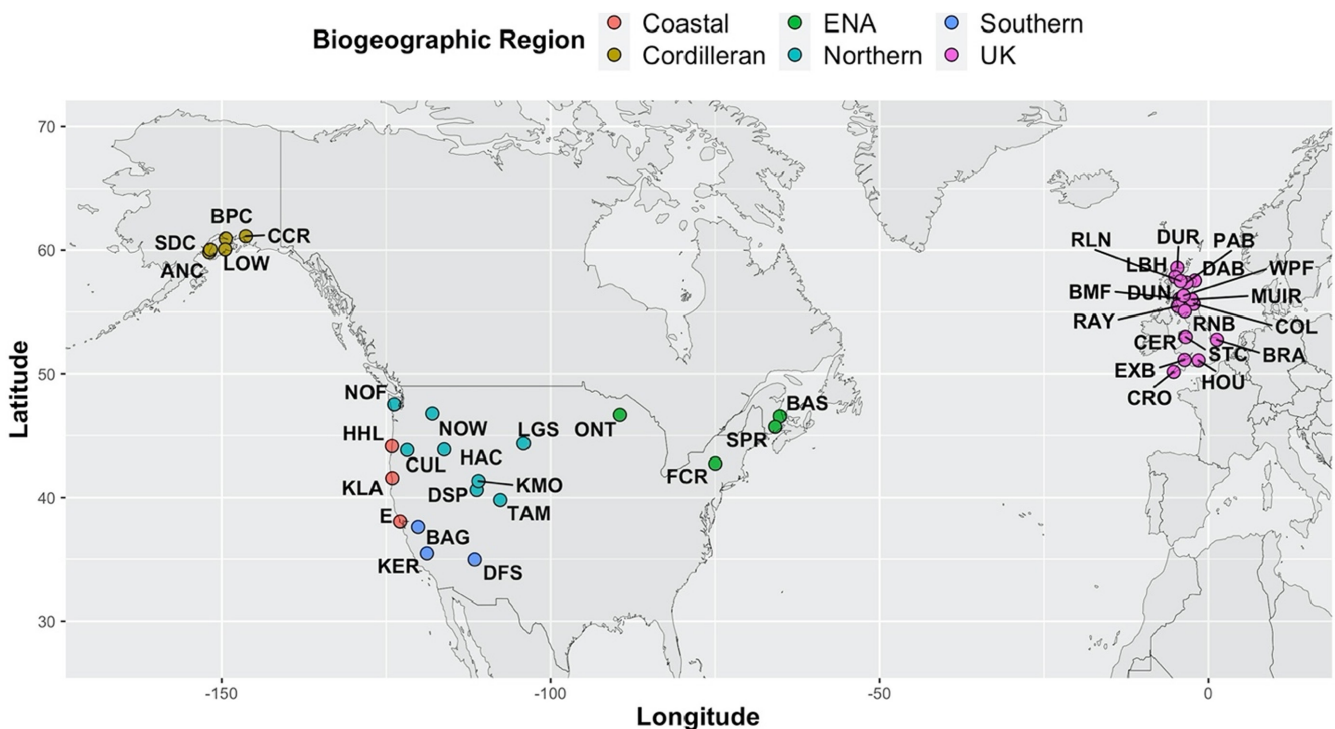 Biogeographic Region
Coastal
ENA
Southern
Cordilleran
Northern
UK
70
60
50
40
30
Latitude
BPC
SDC
CCR
ANC
LOW
RLN
DUR
PAB
LBH
DAB
WPF
BMF
DUN
MUIR
RAY
RNB
COL
CER
STC
BRA
EXB
HOU
CRO
NOF
BAS
HHL
NOW
LGS
ONT
SPR
CUL
HAC
FCR
KLA
DSP
KMO
TAM
E
BAG
KER
DFS
-150
-100
-50
0
Longitude